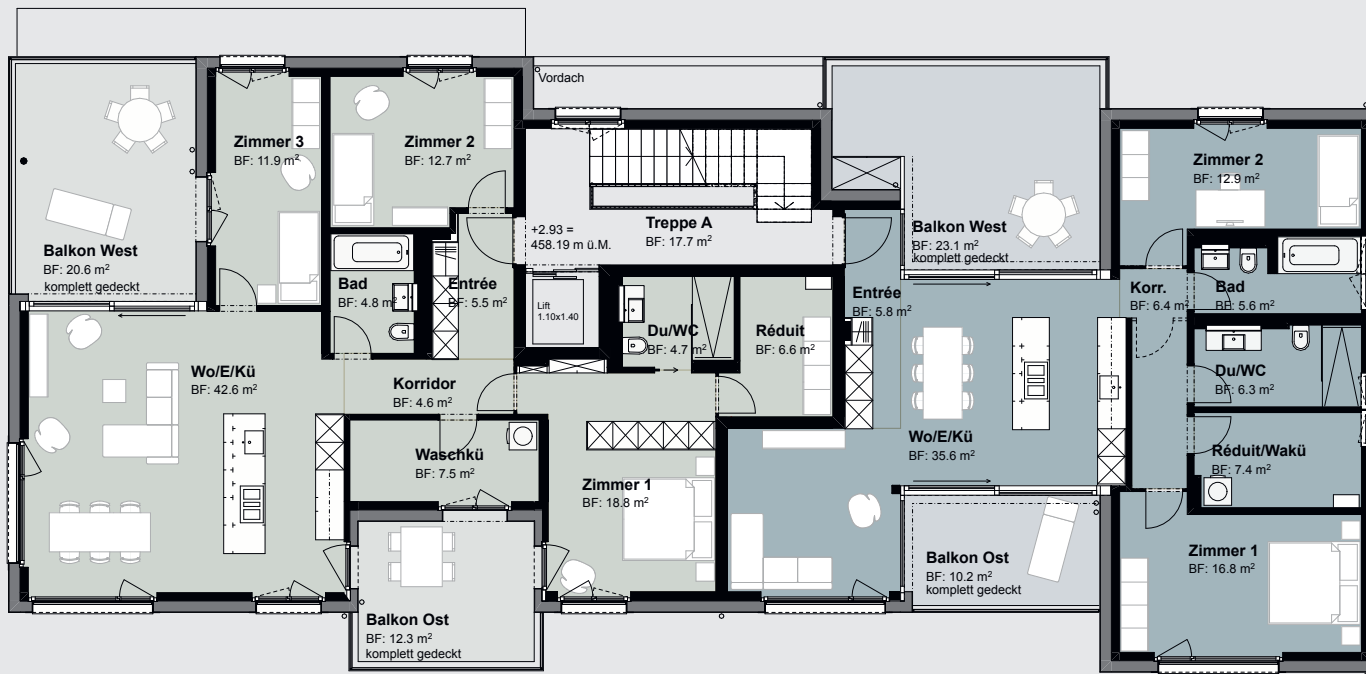 Vordach
Zimmer 3
BF: 11.9 m²
Zimmer 2
BF: 12.7 m²
Balkon West
BF: 20.6 m²
komplett gedeckt
Bad
BF: 4.8 m²
Entrée
BF: 5.5 m²
+2.93 =
458.19 m ü.M.
Treppe A
BF: 17.7 m²
Lift
1.10x1.40
Du/WC
BF: 4.7 m²
Réduit
BF: 6.6 m²
Wo/E/Kü
BF: 42.6 m²
Korridor
BF: 4.6 m²
Waschkü
BF: 7.5 m²
Zimmer 1
BF: 18.8 m²
Balkon Ost
BF: 12.3 m²
komplett gedeckt
Balkon West
BF: 23.1 m²
komplett gedeckt
Entrée
BF: 5.8 m²
Zimmer 2
BF: 12.9 m²
Korr.
BF: 6.4 m²
Bad
BF: 5.6 m²
Du/WC
BF: 6.3 m²
Wo/E/Kü
BF: 35.6 m²
Réduit/Wakü
BF: 7.4 m²
Balkon Ost
BF: 10.2 m²
komplett gedeckt
Zimmer 1
BF: 16.8 m²